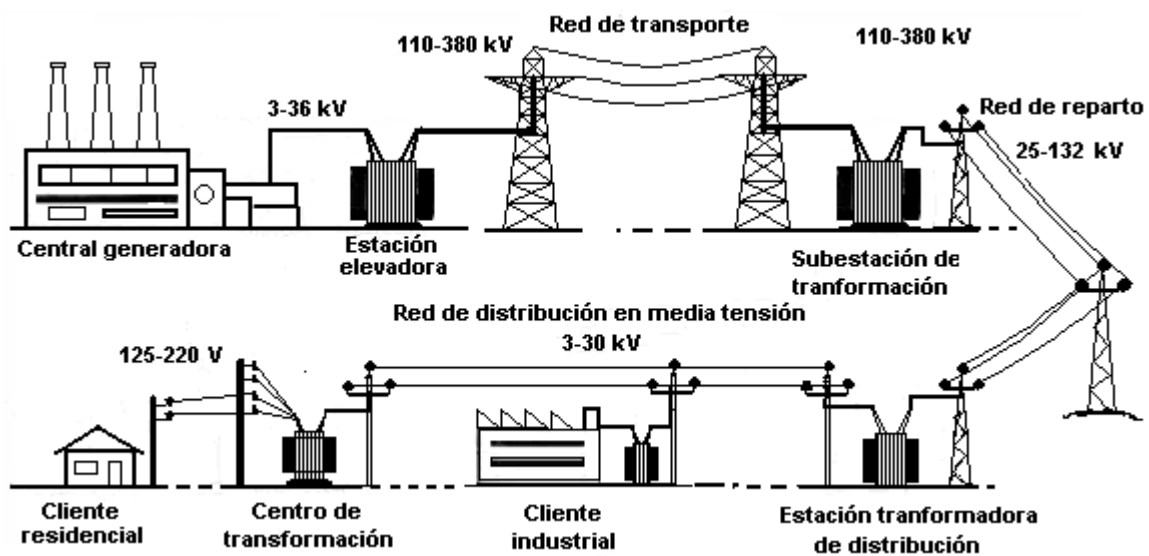 Red de transporte
110-380 kV
110-380 kV
3-36 kV
Red de reparto
25-132 kV
Central generadora
Estación
elevadora
Subestación de
tranformación
Red de distribución en media tensión
3-30 kV
125-220 V
Cliente
residencial
Centro de
transformación
Cliente
industrial
Estación tranformadora
de distribución